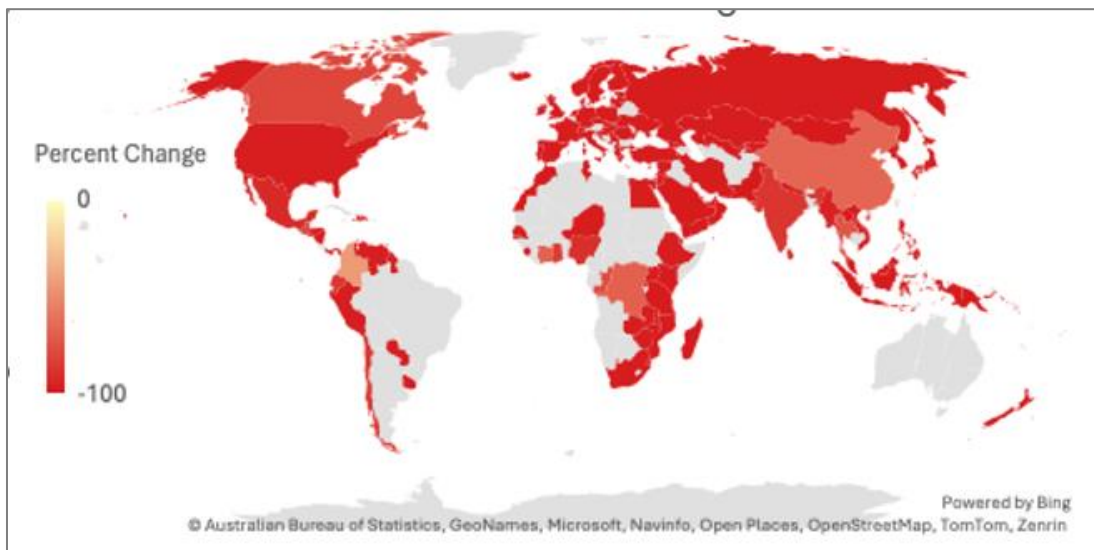 Percent Change
0
-100
Powered by Bing
© Australian Bureau of Statistics, GeoNames, Microsoft, Navinfo, Open Places, OpenStreetMap, TomTom, Zenrin